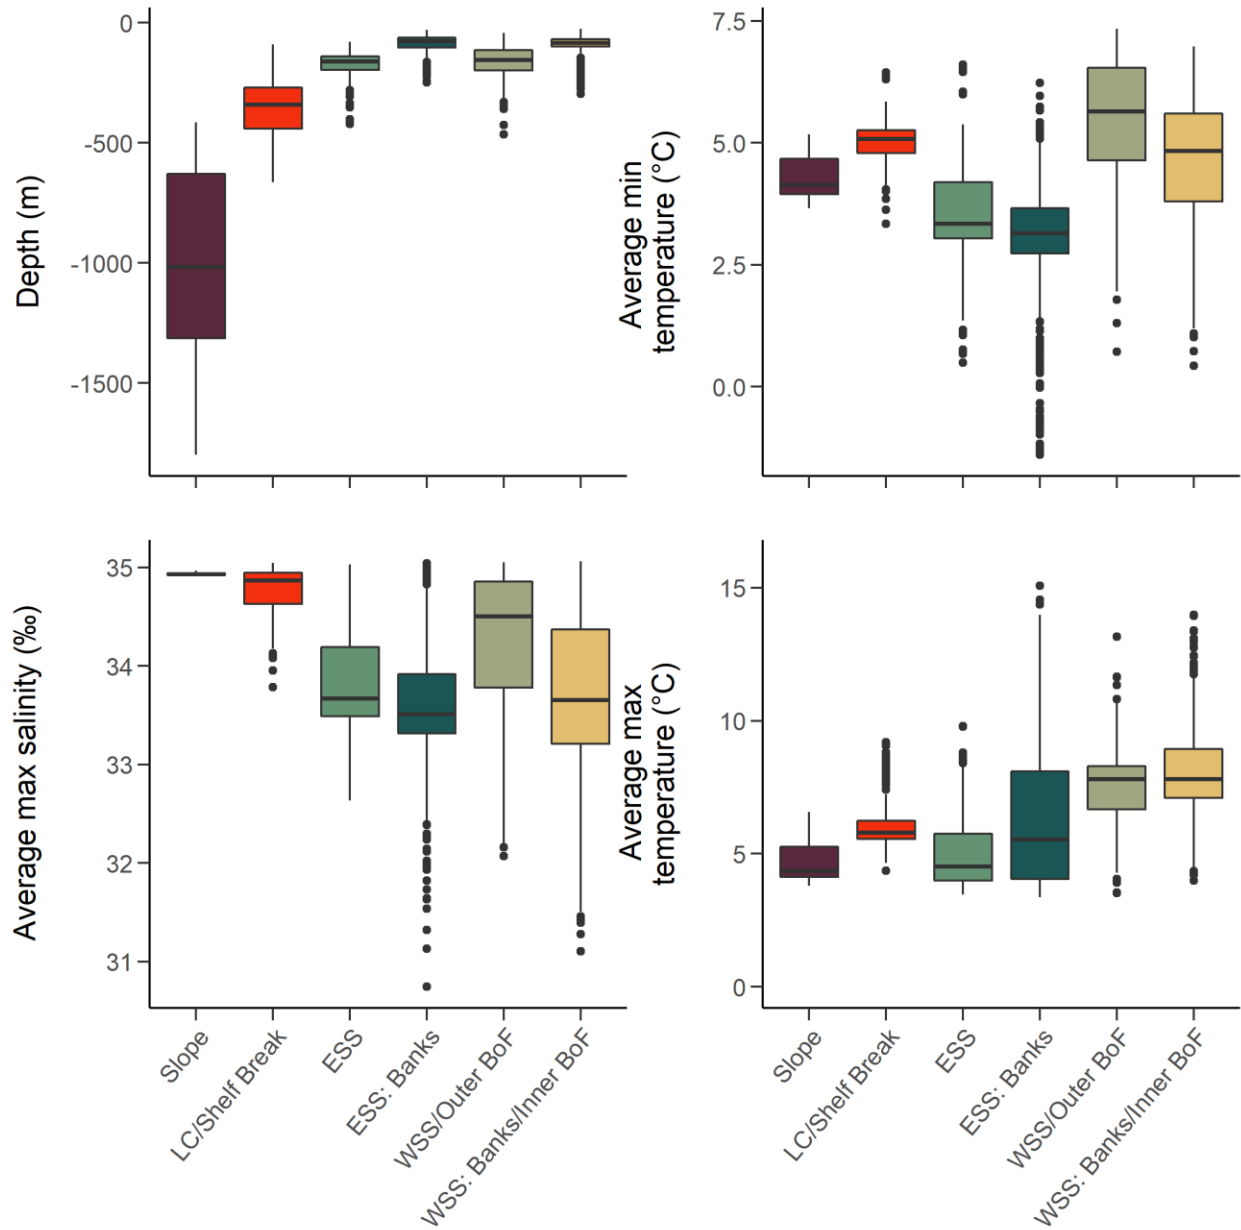 0
-500
-1000
-1500
Depth (m)
7.5
5.0
2.5
0.0
Average min
temperature (°C)
35
34
33
32
31
Average max salinity (‰)
Slope
LC/Shelf Break
ESS
ESS: Banks
WSS/Outer BoF
WSS: Banks/Inner BoF
15
10
5
0
Average max
temperature (°C)
Slope
LC/Shelf Break
ESS
ESS: Banks
WSS/Outer BoF
WSS: Banks/Inner BoF